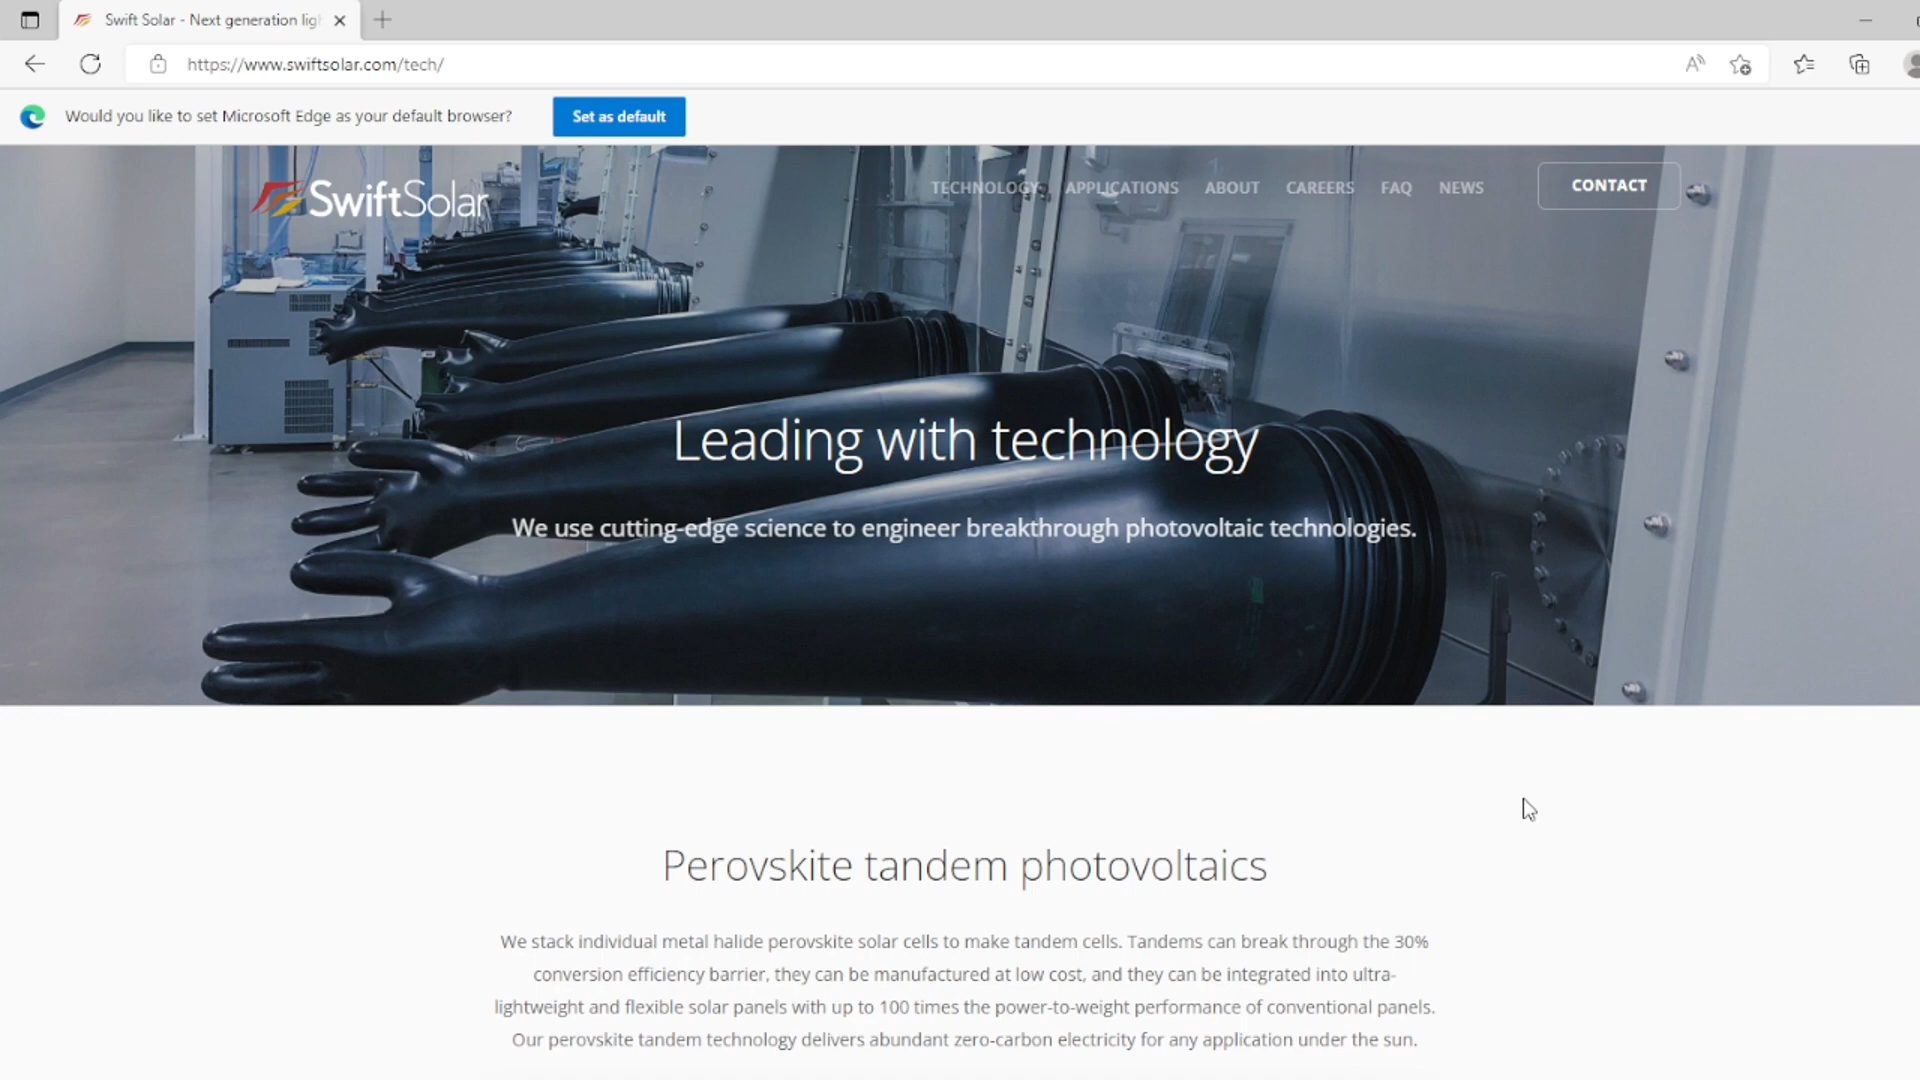 Swift Solar - Next generation lig
https://www.swiftsolar.com/tech/
Would you like to set Microsoft Edge as your default browser?
Set as default
SwiftSolar
TECHNOLOGY
APPLICATIONS
ABOUT
CAREERS
FAQ
NEWS
CONTACT
Leading with technology
We use cutting-edge science to engineer breakthrough photovoltaic technologies.
Perovskite tandem photovoltaics
We stack individual metal halide perovskite solar cells to make tandem cells. Tandems can break through the 30%
conversion efficiency barrier, they can be manufactured at low cost, and they can be integrated into ultra-
lightweight and flexible solar panels with up to 100 times the power-to-weight performance of conventional panels.
Our perovskite tandem technology delivers abundant zero-carbon electricity for any application under the sun.